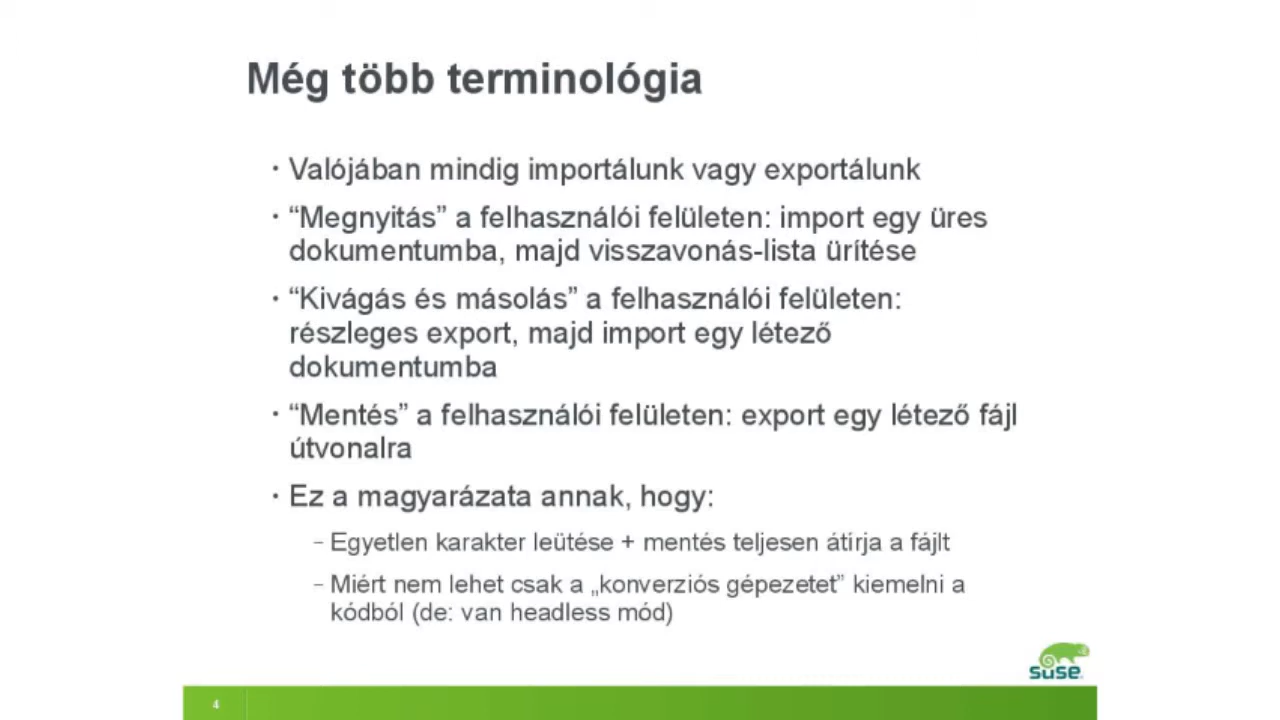 Még több terminológia
· Valójában mindig importálunk vagy exportálunk
· “Megnyitás” a felhasználói felületen: import egy üres
dokumentumba, majd visszavonás-lista ürítése
· “Kivágás és másolás” a felhasználói felületen:
részleges export, majd import egy létező
dokumentumba
· “Mentés” a felhasználói felületen: export egy létező fájl
útvonalra
· Ez a magyarázata annak, hogy:
– Egyetlen karakter leütése + mentés teljesen átírja a fájlt
– Miért nem lehet csak a „konverziós gépezetet” kiemelni a
kódból (de: van headless mód)
suse
4